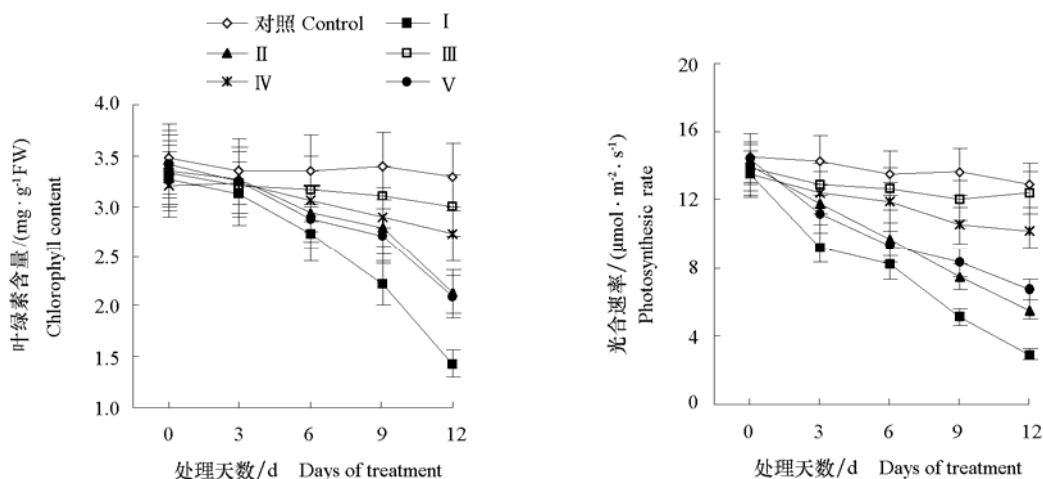 对照 Control
I
II
III
IV
V
叶绿素含量/(mg · g¹FW)
Chlorophyll content
4.0
3.5
3.0
2.5
2.0
1.5
1.0
0 3 6 9 12
处理天数/d Days of treatment
光合速率/(μmol · m⁻² · s⁻¹)
Photosynthesic rate
20
16
12
8
4
0
0 3 6 9 12
处理天数/d Days of treatment